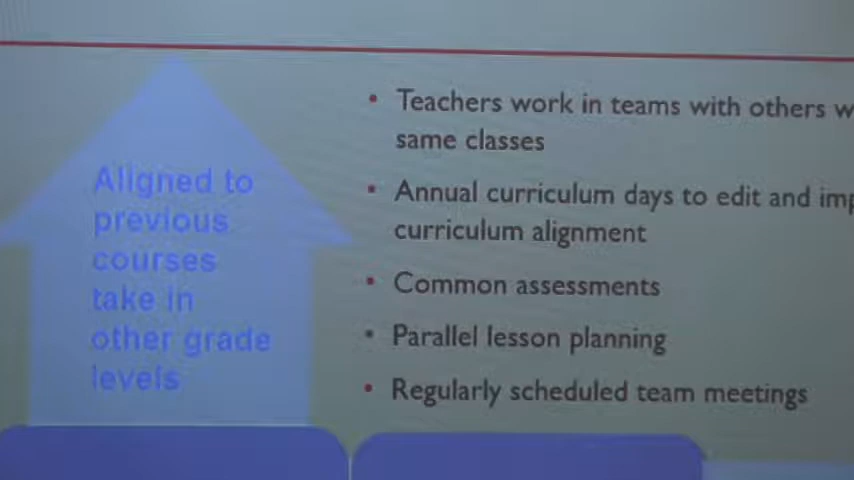 Aligned to
previous
courses
take in
other grade
levels
Teachers work in teams with others
same classes
Annual curriculum days to edit and
curriculum alignment
Common assessments
Parallel lesson planning
Regularly scheduled team meetings